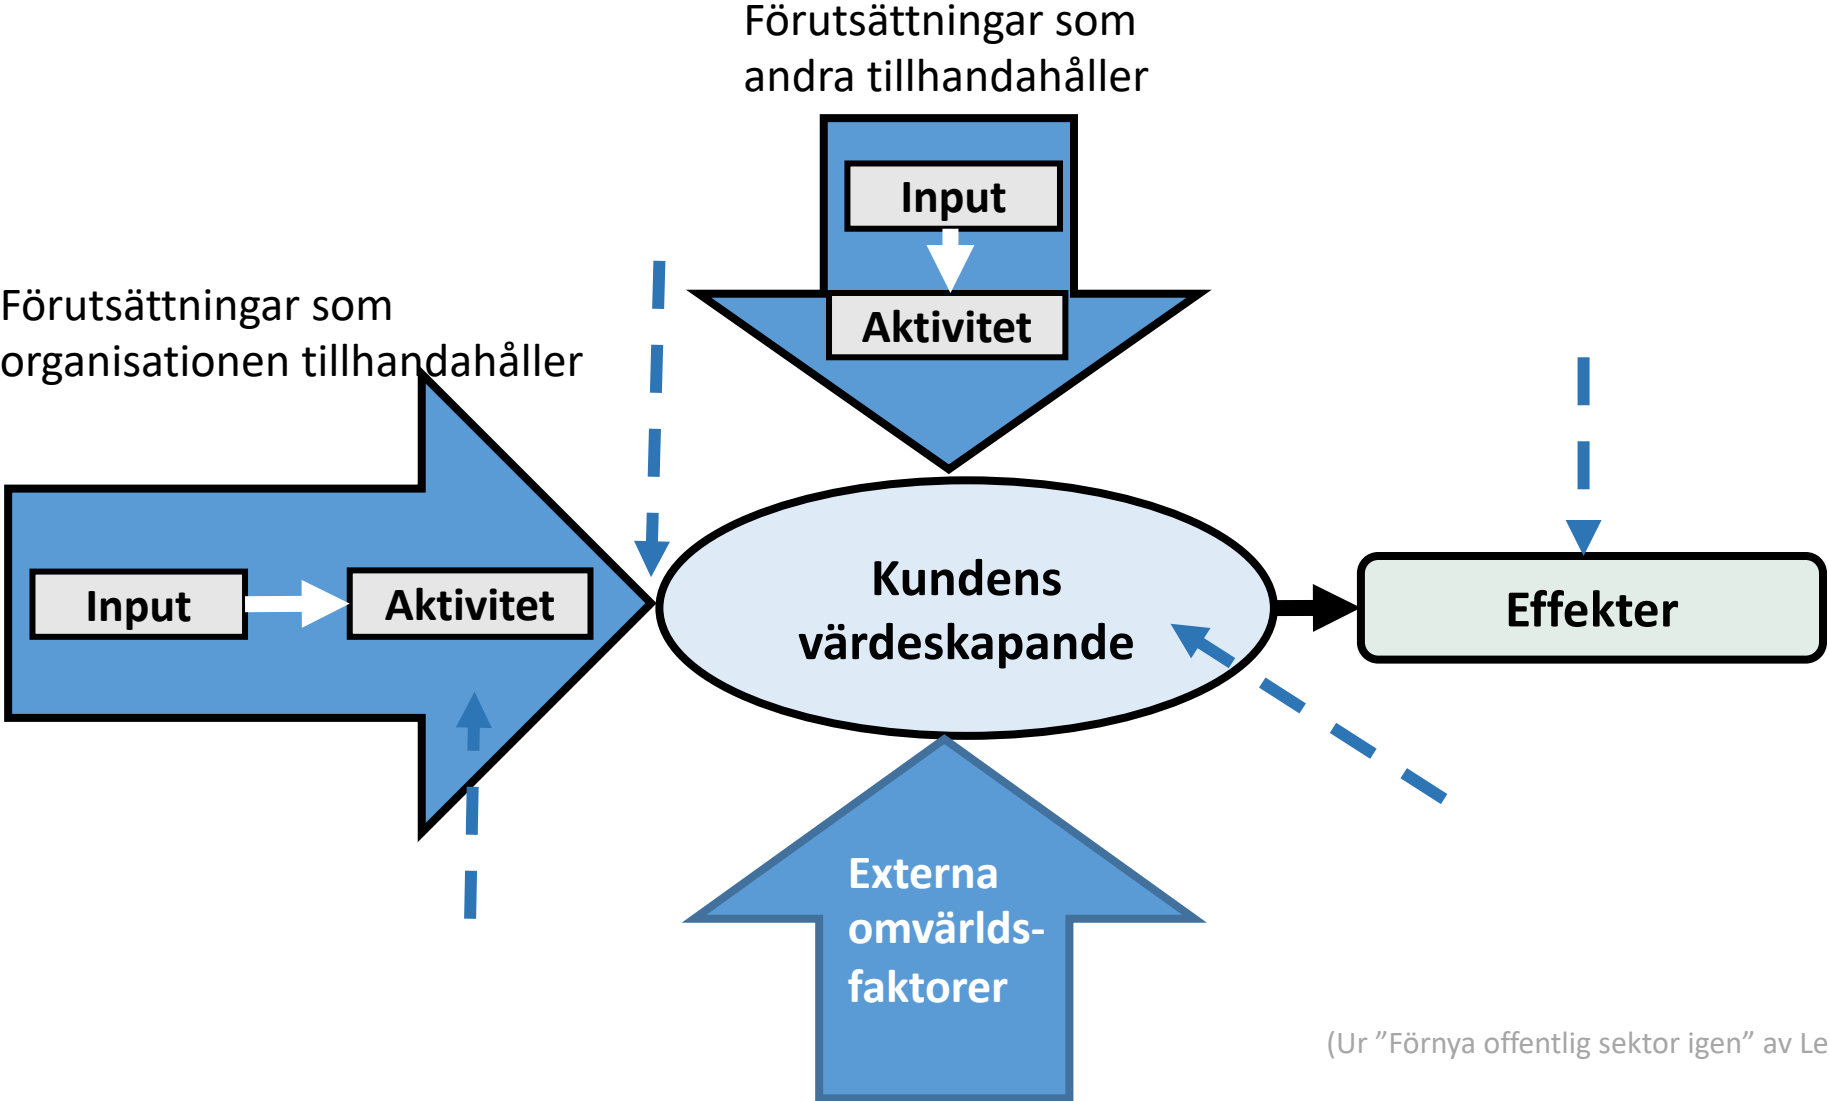 Förutsättningar som
andra tillhandahåller
Input
Aktivitet
Förutsättningar som
organisationen tillhandahåller
Input
Aktivitet
Kundens
värdeskapande
Effekter
Externa
omvärlds-
faktorer
(Ur ”Förnya offentlig sektor igen” av Le